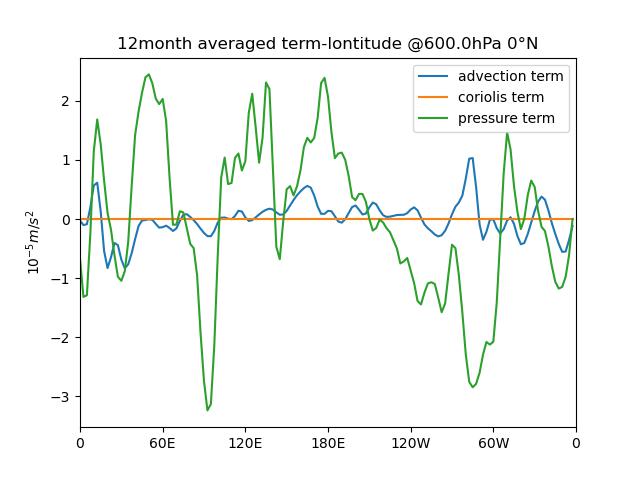 12month averaged term-lontitude @600.0hPa 0°N
advection term
coriolis term
pressure term
10⁻⁵m/s²
2
1
0
−1
−2
−3
0 60E 120E 180E 120W 60W 0